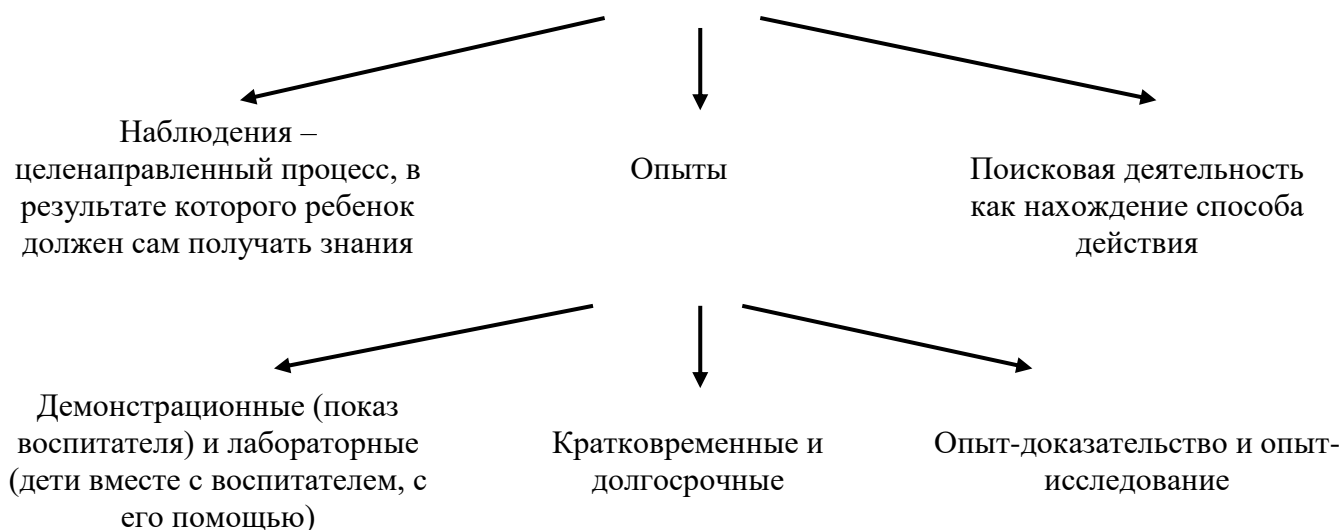 Наблюдения –
целенаправленный процесс, в
результате которого ребенок
должен сам получать знания
Опыты
Поисковая деятельность
как нахождение способа
действия
Демонстрационные (показ
воспитателя) и лабораторные
(дети вместе с воспитателем, с
его помощью)
Кратковременные и
долгосрочные
Опыт-доказательство и опыт-
исследование